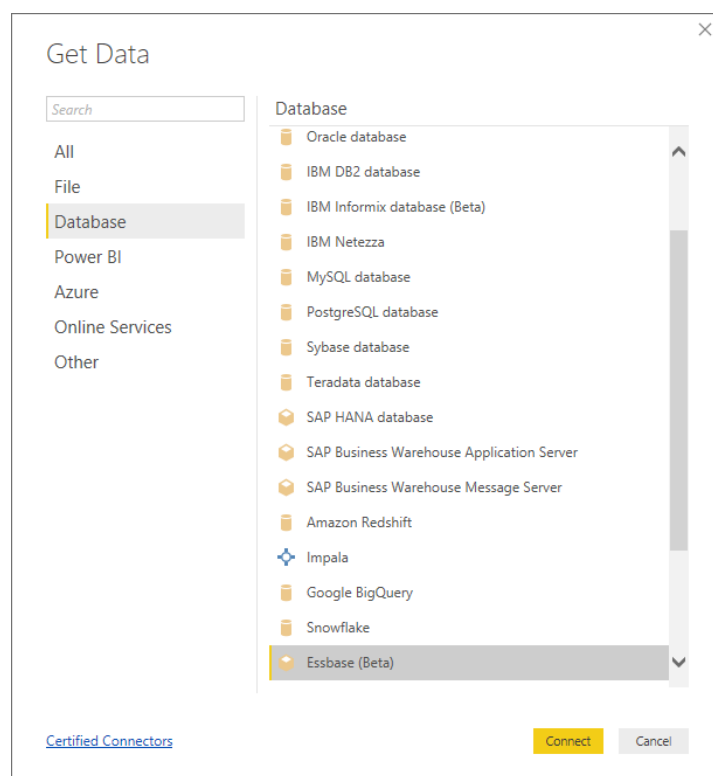 Get Data
Search
All
File
Database
Power BI
Azure
Online Services
Other
Database
Oracle database
IBM DB2 database
IBM Informix database (Beta)
IBM Netezza
MySQL database
PostgreSQL database
Sybase database
Teradata database
SAP HANA database
SAP Business Warehouse Application Server
SAP Business Warehouse Message Server
Amazon Redshift
Impala
Google BigQuery
Snowflake
Essbase (Beta)
Certified Connectors
Connect
Cancel